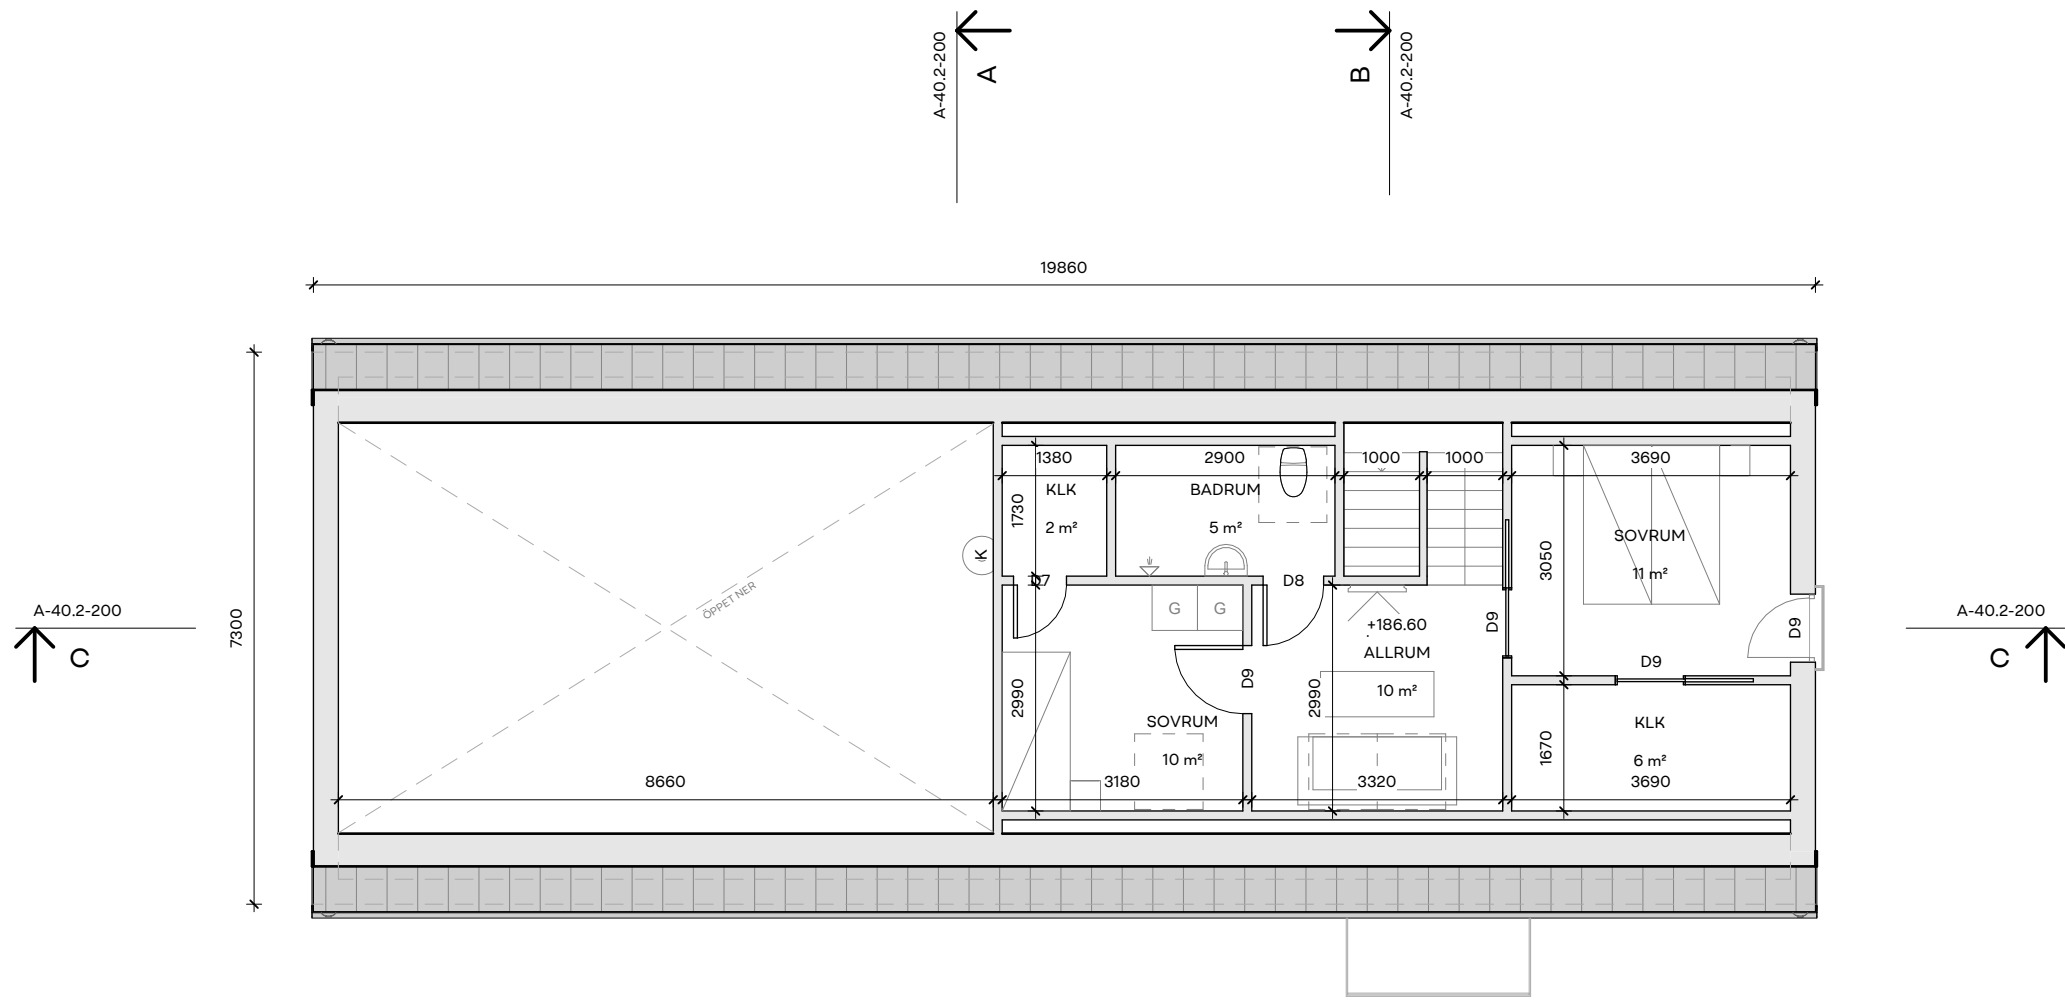 A-40.2-200
A
B
A-40.2-200
19860
7300
1380
2900
1000
1000
3690
KLK
2 m²
1730
BADRUM
5 m²
SOVRUM
11 m²
3050
K
D7
D8
ÖPPET NER
G
G
+186.60
ALLRUM
10 m²
D9
D9
D9
D9
A-40.2-200
C
A-40.2-200
C
2990
2990
SOVRUM
10 m²
KLK
6 m²
1670
8660
3180
3320
3690